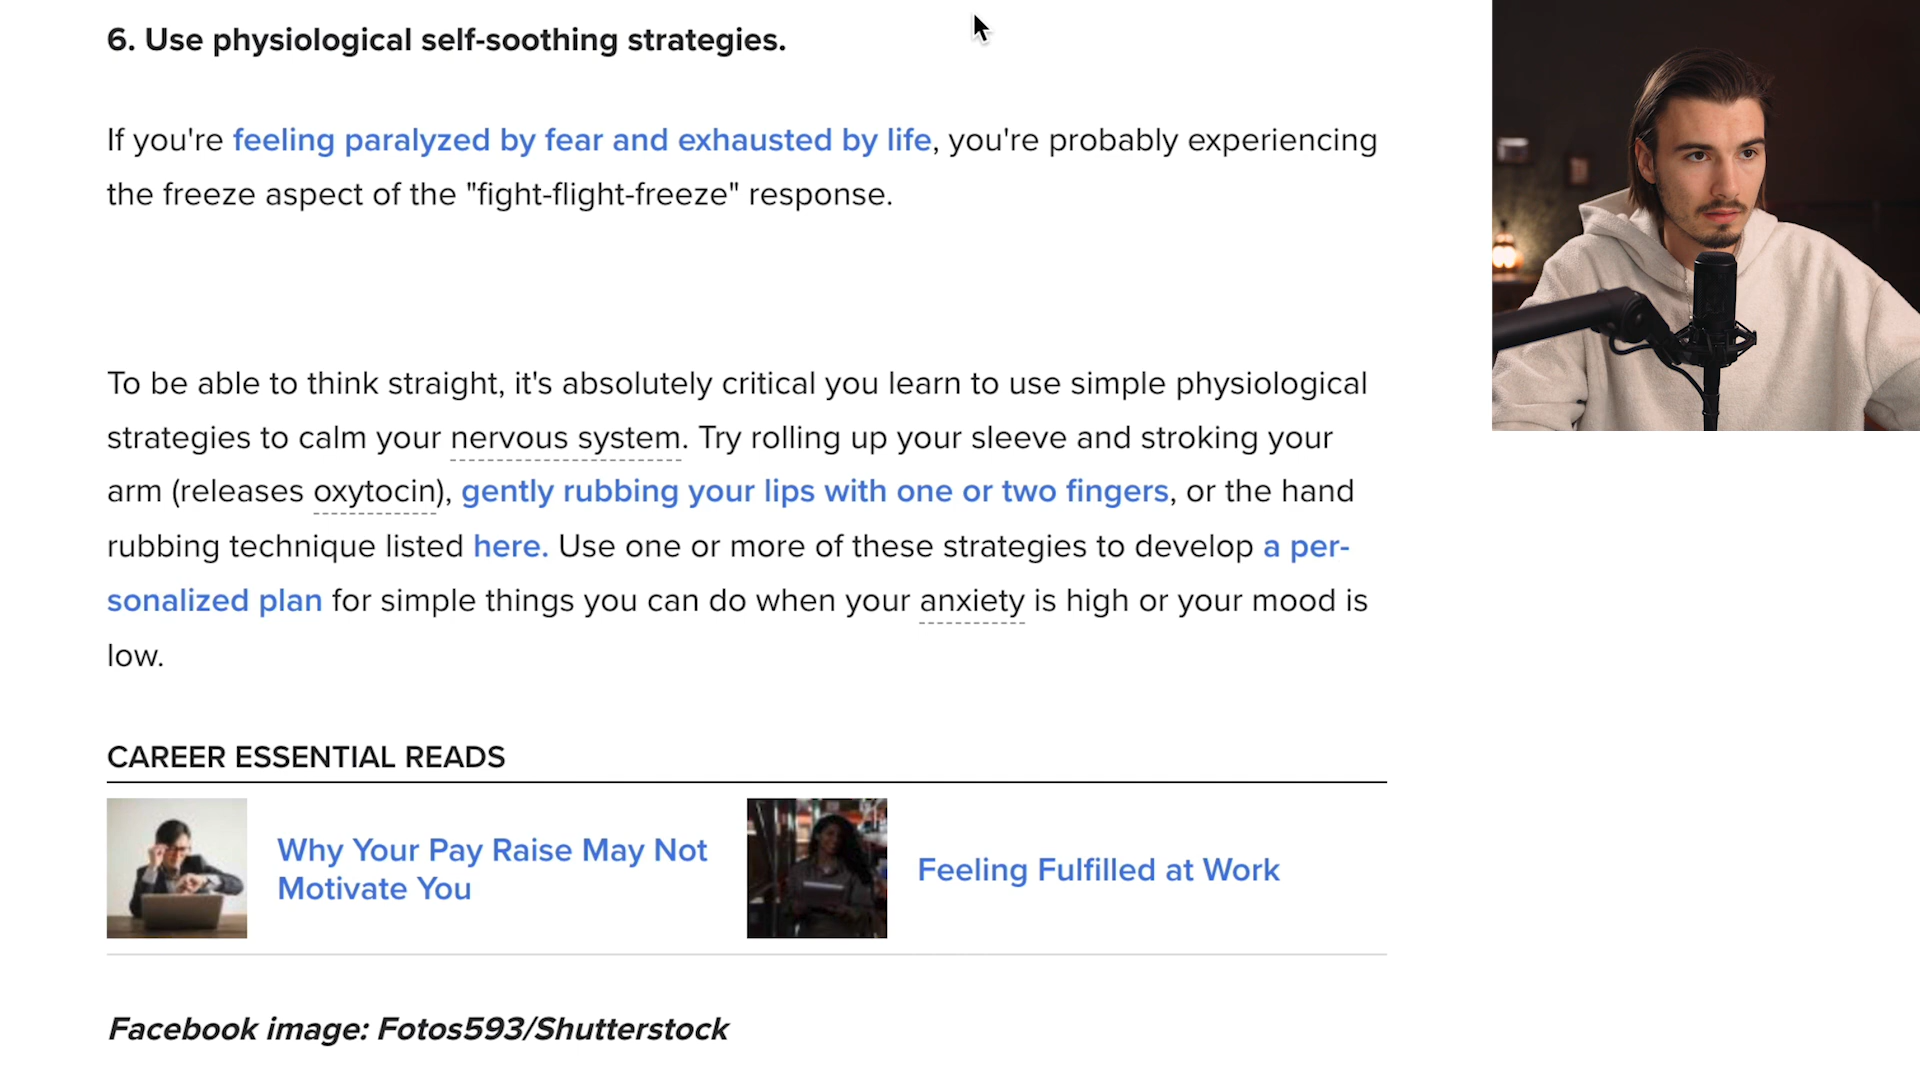 6. Use physiological self-soothing strategies.
If you're feeling paralyzed by fear and exhausted by life, you're probably experiencing
the freeze aspect of the "fight-flight-freeze" response.
To be able to think straight, it's absolutely critical you learn to use simple physiological
strategies to calm your nervous system. Try rolling up your sleeve and stroking your
arm (releases oxytocin), gently rubbing your lips with one or two fingers, or the hand
rubbing technique listed here. Use one or more of these strategies to develop a per-
sonalized plan for simple things you can do when your anxiety is high or your mood is
low.
CAREER ESSENTIAL READS
Why Your Pay Raise May Not
Motivate You
Feeling Fulfilled at Work
Facebook image: Fotos593/Shutterstock